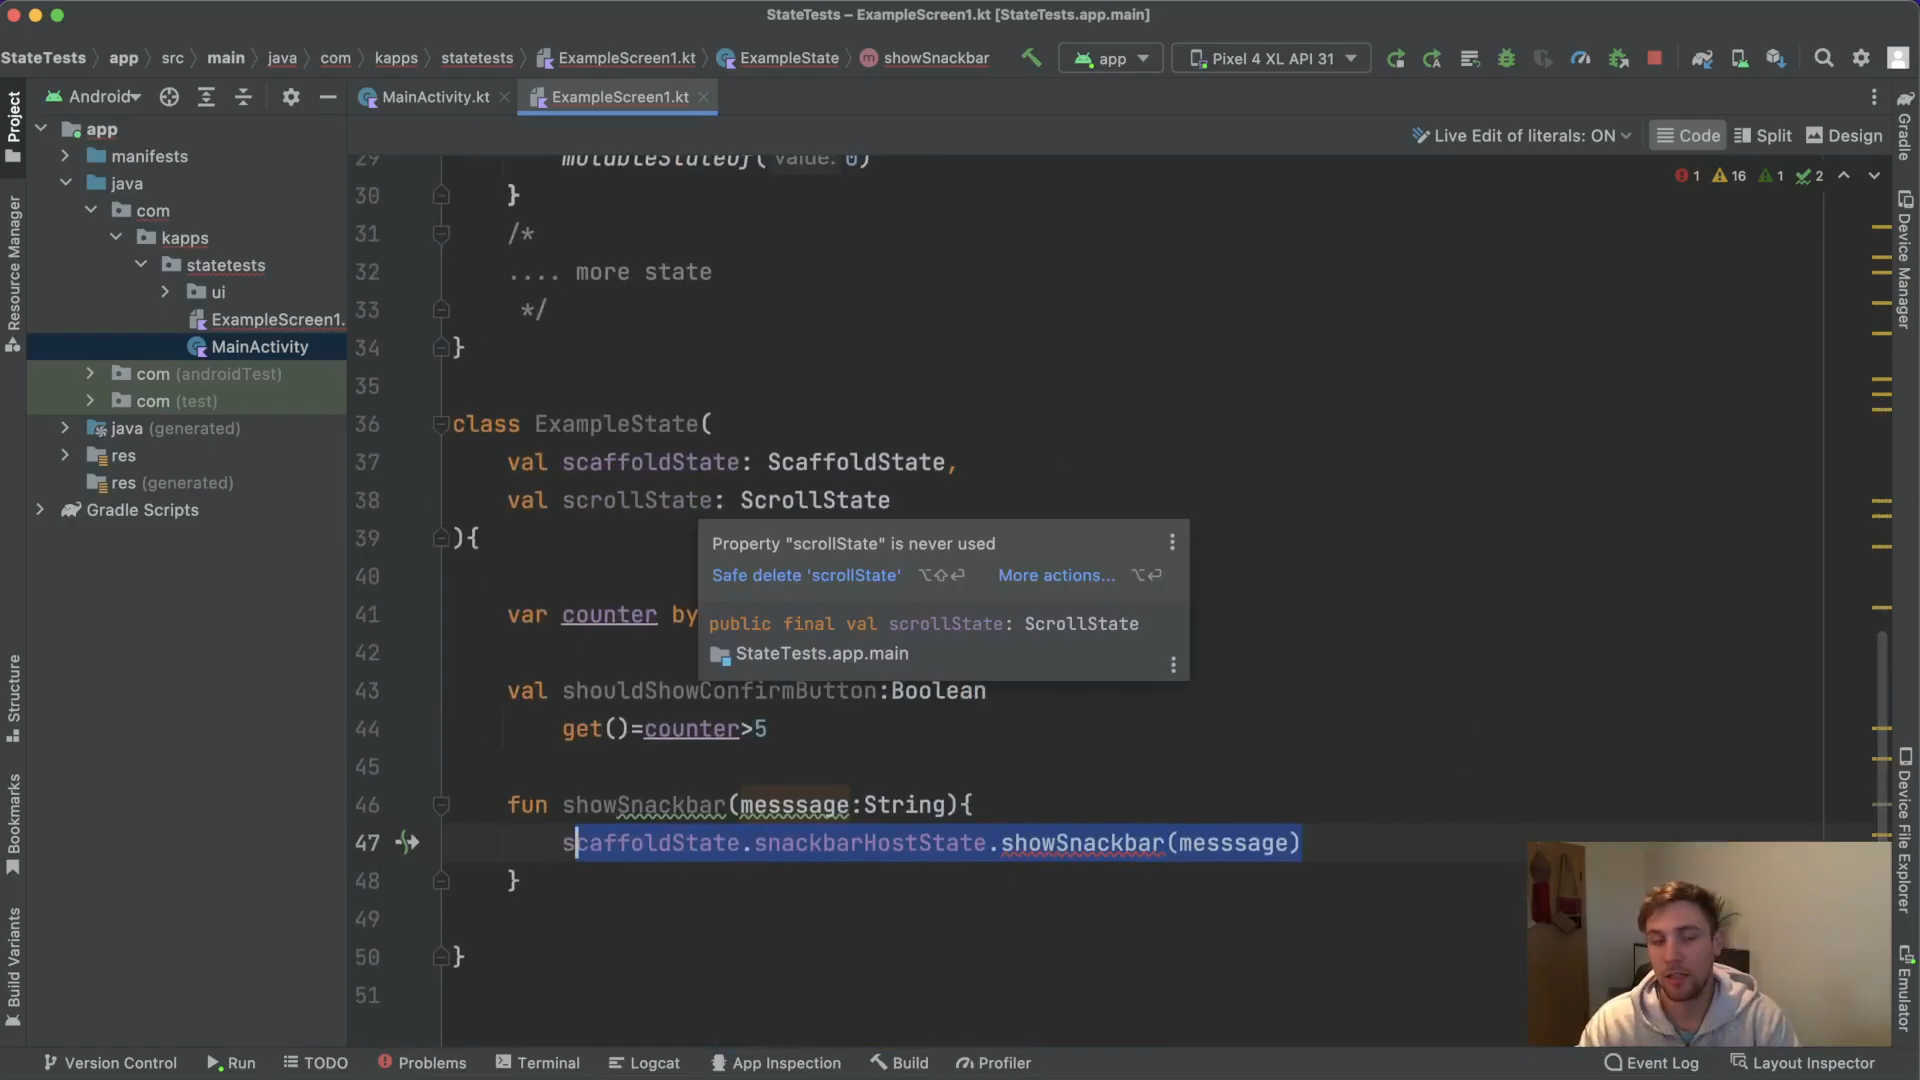 StateTests – ExampleScreen1.kt [StateTests.app.main]
StateTests app src main java com kapps statetests ExampleScreen1.kt ExampleState showSnackbar
app
Pixel 4 XL API 31
Project
Android
MainActivity.kt
ExampleScreen1.kt
Live Edit of literals: ON
Code
Split
Design
1 16 1 2
app
manifests
java
com
kapps
statetests
ui
ExampleScreen1.
MainActivity
com (androidTest)
com (test)
java (generated)
res
res (generated)
Gradle Scripts
29 mutableStateOf( value: 0)
30 }
31 /*
32 .... more state
33 */
34 }
35
36 class ExampleState(
37 val scaffoldState: ScaffoldState,
38 val scrollState: ScrollState
39 ){
40
41 var counter by
42
43 val shouldShowConfirmButton:Boolean
44 get()=counter>5
45
46 fun showSnackbar(messsage:String){
47 scaffoldState.snackbarHostState.showSnackbar(messsage)
48 }
49
50 }
51
Property "scrollState" is never used
Safe delete 'scrollState' ⌥⇧⏎ More actions... ⌥⏎
public final val scrollState: ScrollState
StateTests.app.main
Resource Manager
Structure
Bookmarks
Build Variants
Gradle
Device Manager
Device File Explorer
Emulator
Version Control
Run
TODO
Problems
Terminal
Logcat
App Inspection
Build
Profiler
Event Log
Layout Inspector